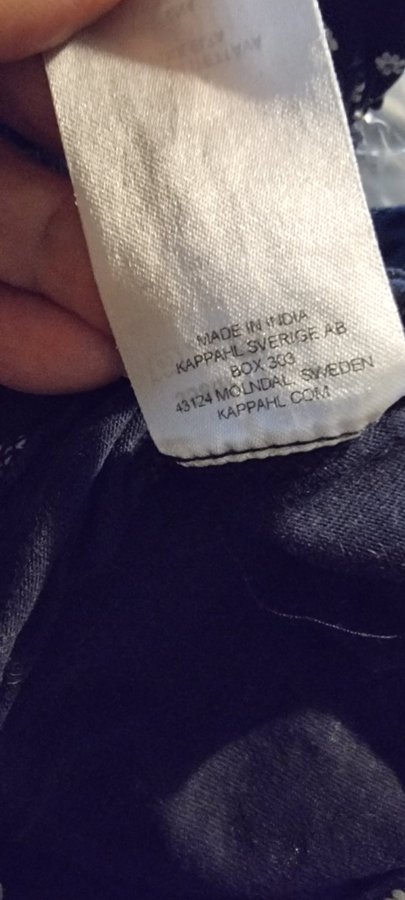 MADE IN INDIA
KAPPAHL SVERIGE AB
BOX 303
43124 MOLNDAL, SWEDEN
KAPPAHL.COM